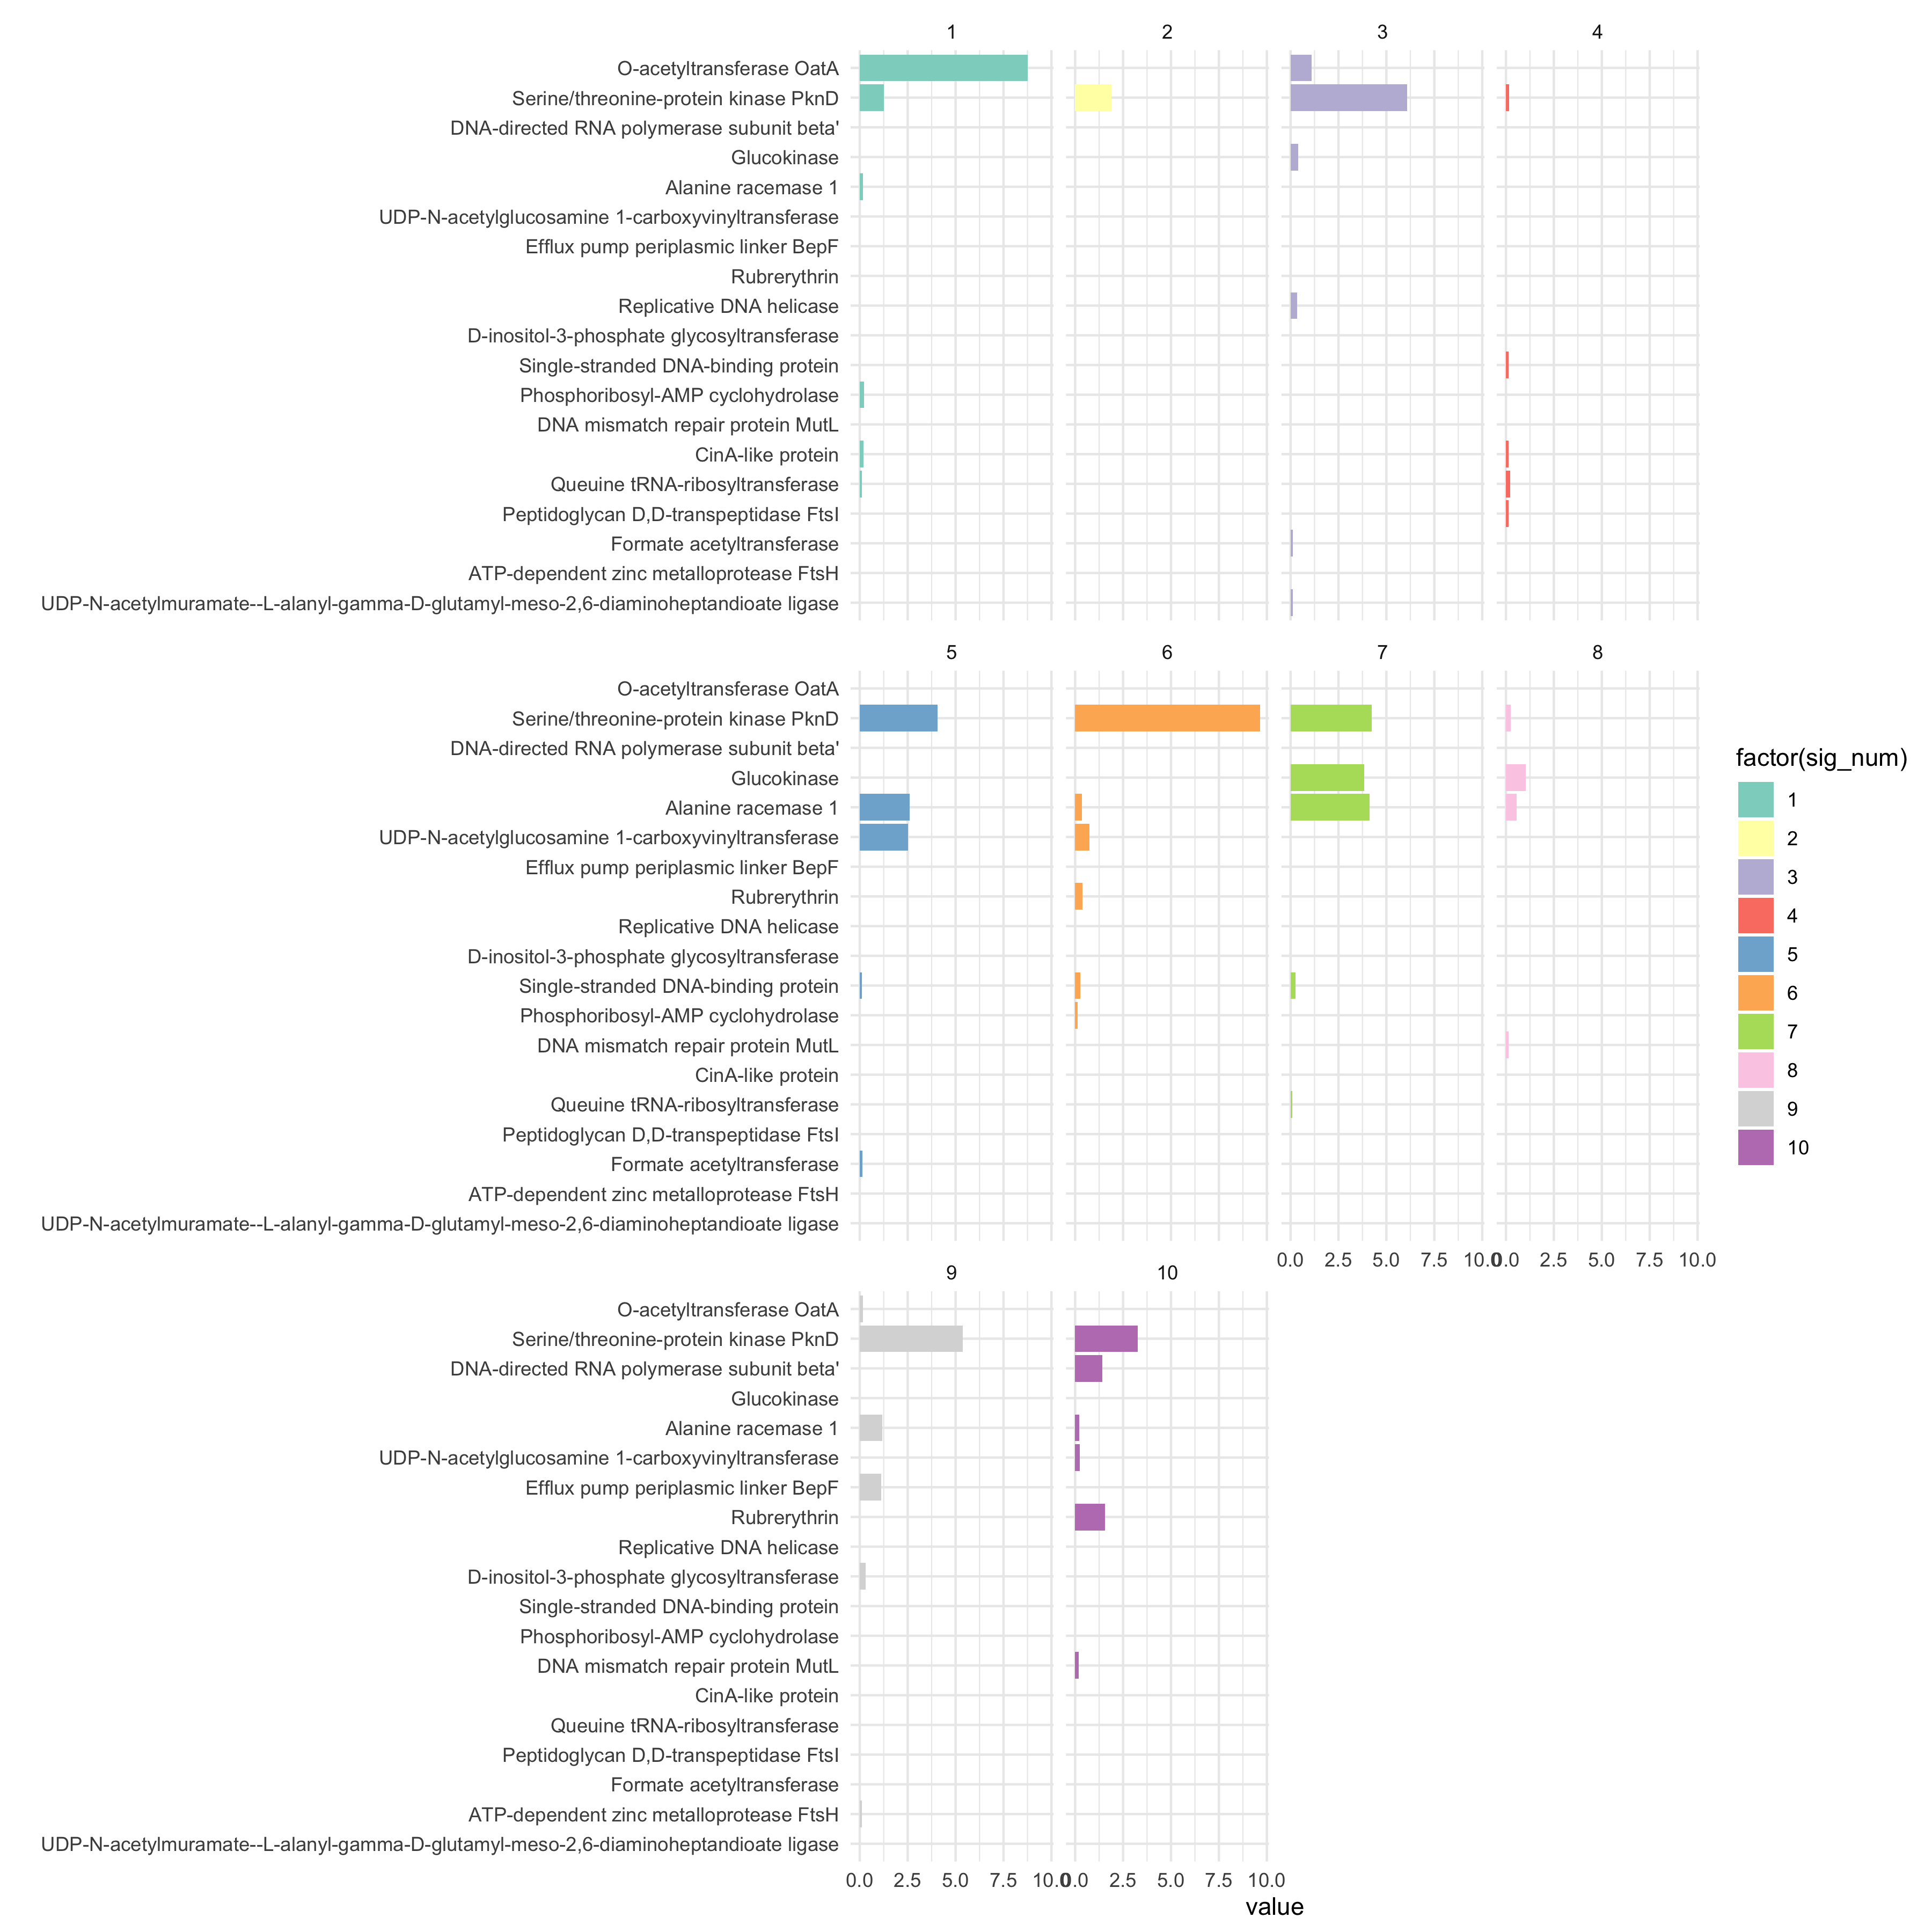 1 2 3 4
O-acetyltransferase OatA
Serine/threonine-protein kinase PknD
DNA-directed RNA polymerase subunit beta'
Glucokinase
Alanine racemase 1
UDP-N-acetylglucosamine 1-carboxyvinyltransferase
Efflux pump periplasmic linker BepF
Rubrerythrin
Replicative DNA helicase
D-inositol-3-phosphate glycosyltransferase
Single-stranded DNA-binding protein
Phosphoribosyl-AMP cyclohydrolase
DNA mismatch repair protein MutL
CinA-like protein
Queuine tRNA-ribosyltransferase
Peptidoglycan D,D-transpeptidase FtsI
Formate acetyltransferase
ATP-dependent zinc metalloprotease FtsH
UDP-N-acetylmuramate--L-alanyl-gamma-D-glutamyl-meso-2,6-diaminoheptandioate ligase
5 6 7 8
O-acetyltransferase OatA
Serine/threonine-protein kinase PknD
DNA-directed RNA polymerase subunit beta'
Glucokinase
Alanine racemase 1
UDP-N-acetylglucosamine 1-carboxyvinyltransferase
Efflux pump periplasmic linker BepF
Rubrerythrin
Replicative DNA helicase
D-inositol-3-phosphate glycosyltransferase
Single-stranded DNA-binding protein
Phosphoribosyl-AMP cyclohydrolase
DNA mismatch repair protein MutL
CinA-like protein
Queuine tRNA-ribosyltransferase
Peptidoglycan D,D-transpeptidase FtsI
Formate acetyltransferase
ATP-dependent zinc metalloprotease FtsH
UDP-N-acetylmuramate--L-alanyl-gamma-D-glutamyl-meso-2,6-diaminoheptandioate ligase
0.0 2.5 5.0 7.5 10.0 0.0 2.5 5.0 7.5 10.0
9 10
O-acetyltransferase OatA
Serine/threonine-protein kinase PknD
DNA-directed RNA polymerase subunit beta'
Glucokinase
Alanine racemase 1
UDP-N-acetylglucosamine 1-carboxyvinyltransferase
Efflux pump periplasmic linker BepF
Rubrerythrin
Replicative DNA helicase
D-inositol-3-phosphate glycosyltransferase
Single-stranded DNA-binding protein
Phosphoribosyl-AMP cyclohydrolase
DNA mismatch repair protein MutL
CinA-like protein
Queuine tRNA-ribosyltransferase
Peptidoglycan D,D-transpeptidase FtsI
Formate acetyltransferase
ATP-dependent zinc metalloprotease FtsH
UDP-N-acetylmuramate--L-alanyl-gamma-D-glutamyl-meso-2,6-diaminoheptandioate ligase
0.0 2.5 5.0 7.5 10.0 0.0 2.5 5.0 7.5 10.0
value
factor(sig_num)
1
2
3
4
5
6
7
8
9
10